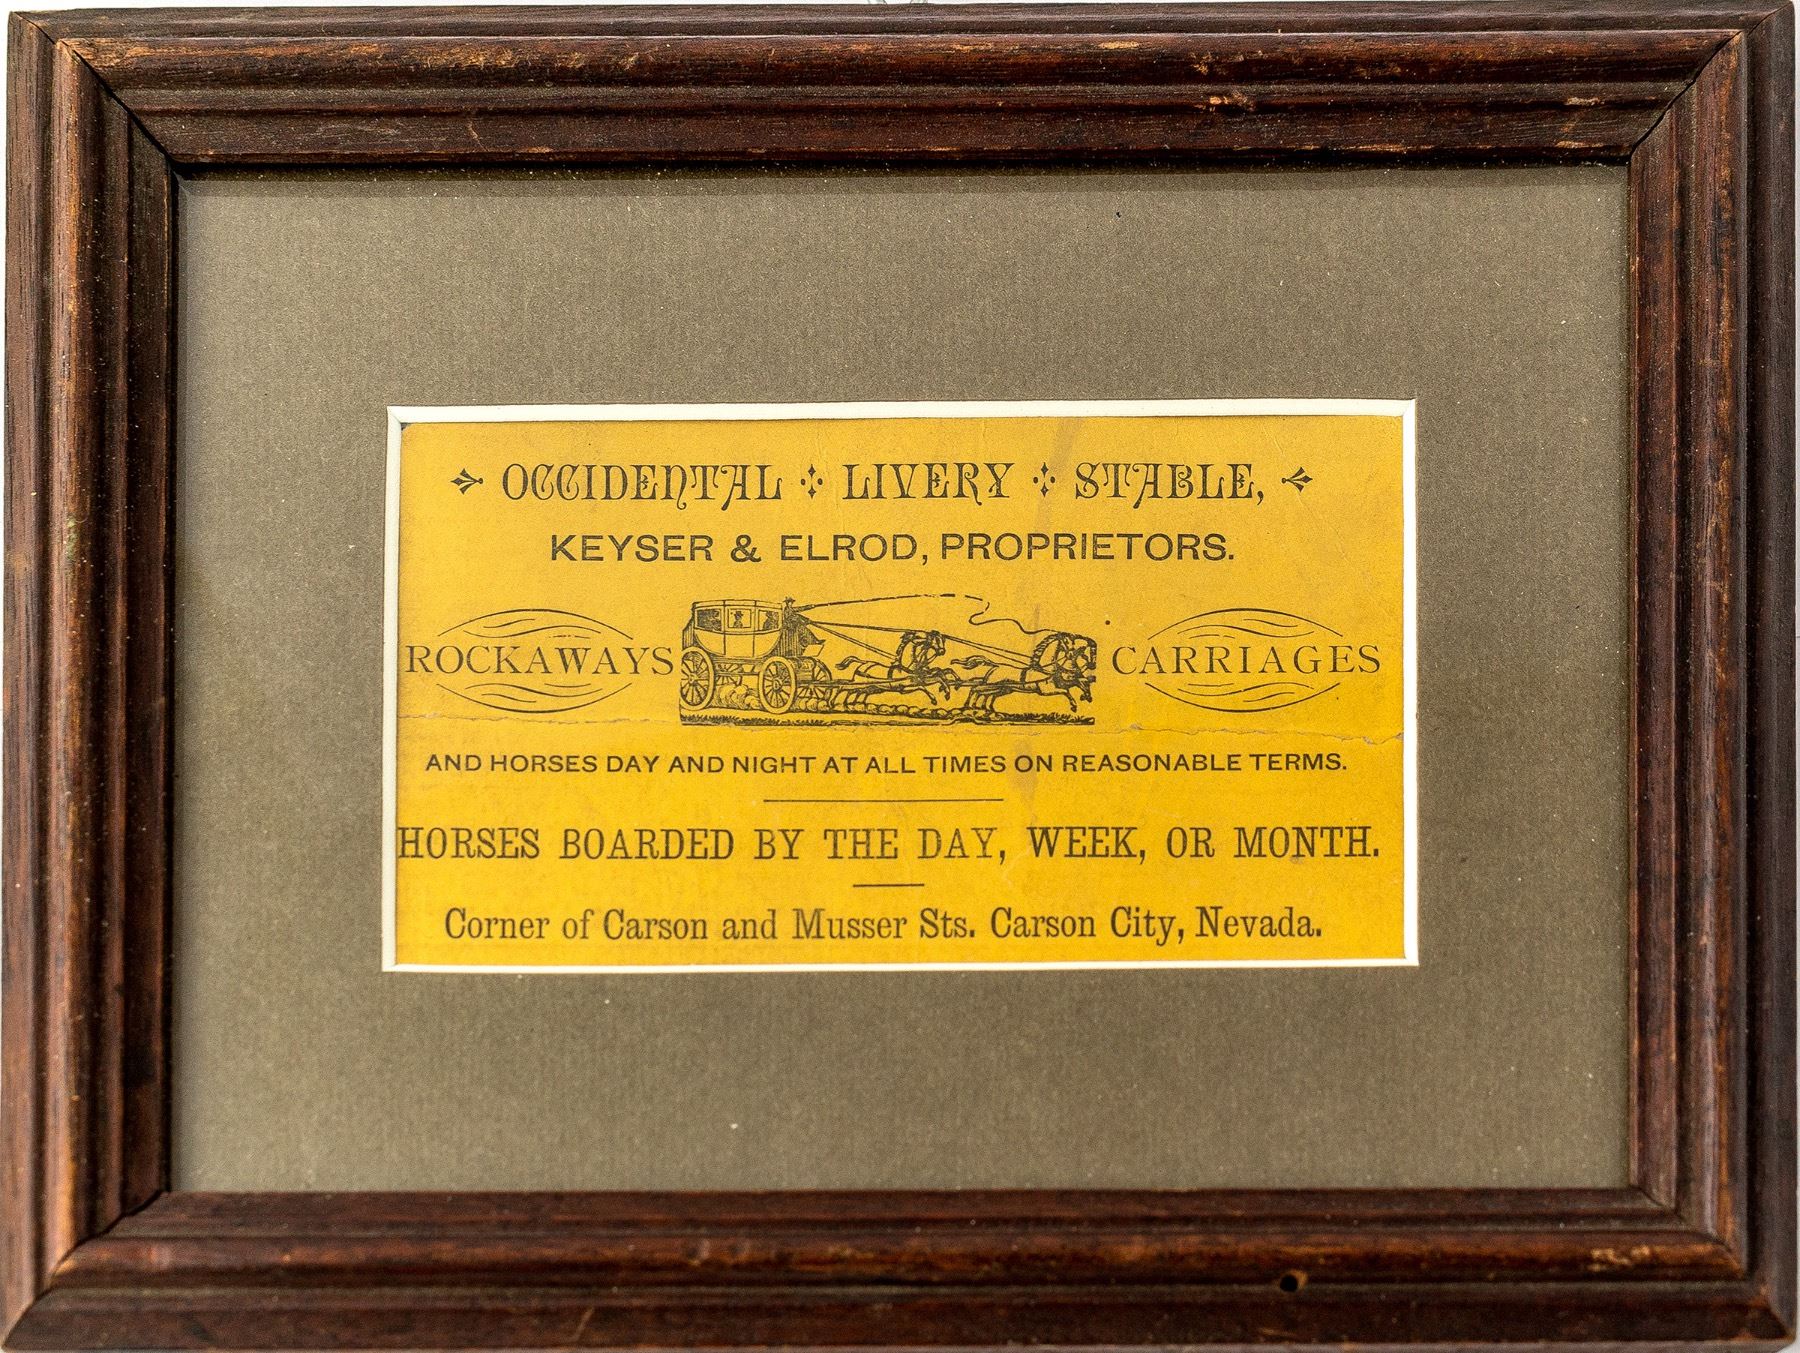 OCCIDENTAL LIVERY STABLE,
KEYSER & ELROD, PROPRIETORS.
ROCKAWAYS CARRIAGES
AND HORSES DAY AND NIGHT AT ALL TIMES ON REASONABLE TERMS.
HORSES BOARDED BY THE DAY, WEEK, OR MONTH.
Corner of Carson and Musser Sts. Carson City, Nevada.